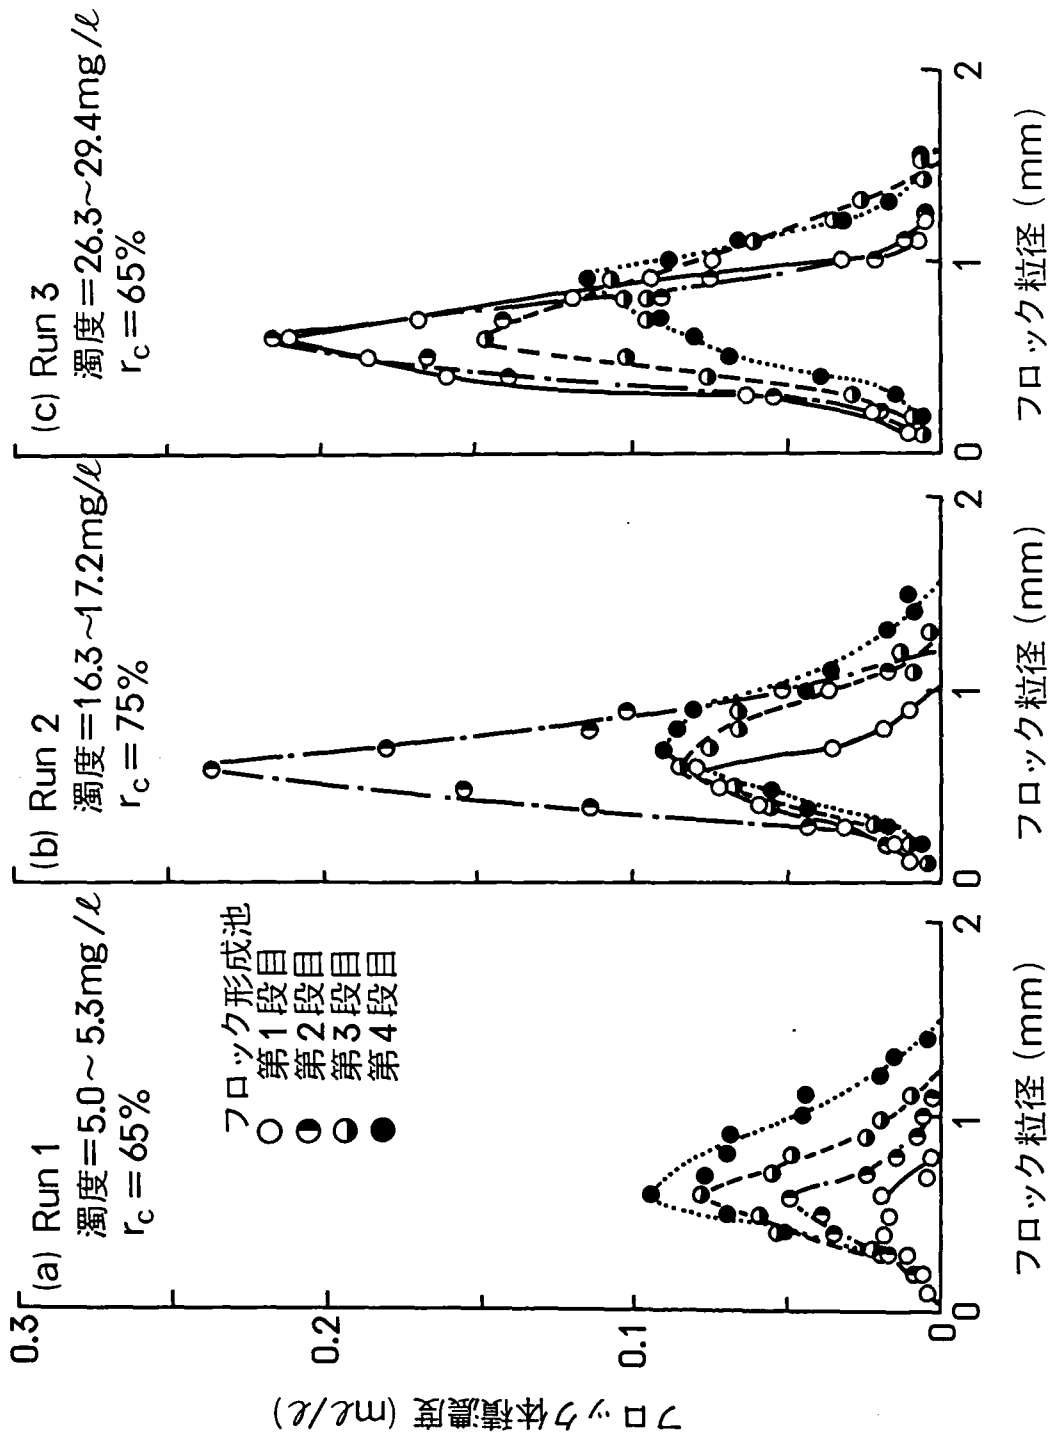 (a) Run 1
濁度=5.0~5.3mg/ℓ
rc=65%
フロック形成池
○ 第1段目
◓ 第2段目
◑ 第3段目
● 第4段目
(b) Run 2
濁度=16.3~17.2mg/ℓ
rc=75%
(c) Run 3
濁度=26.3~29.4mg/ℓ
rc=65%
フロック体積濃度 (mℓ/ℓ)
0.3
0.2
0.1
0
0 1 2
0 1 2
0 1 2
フロック粒径 (mm)
フロック粒径 (mm)
フロック粒径 (mm)